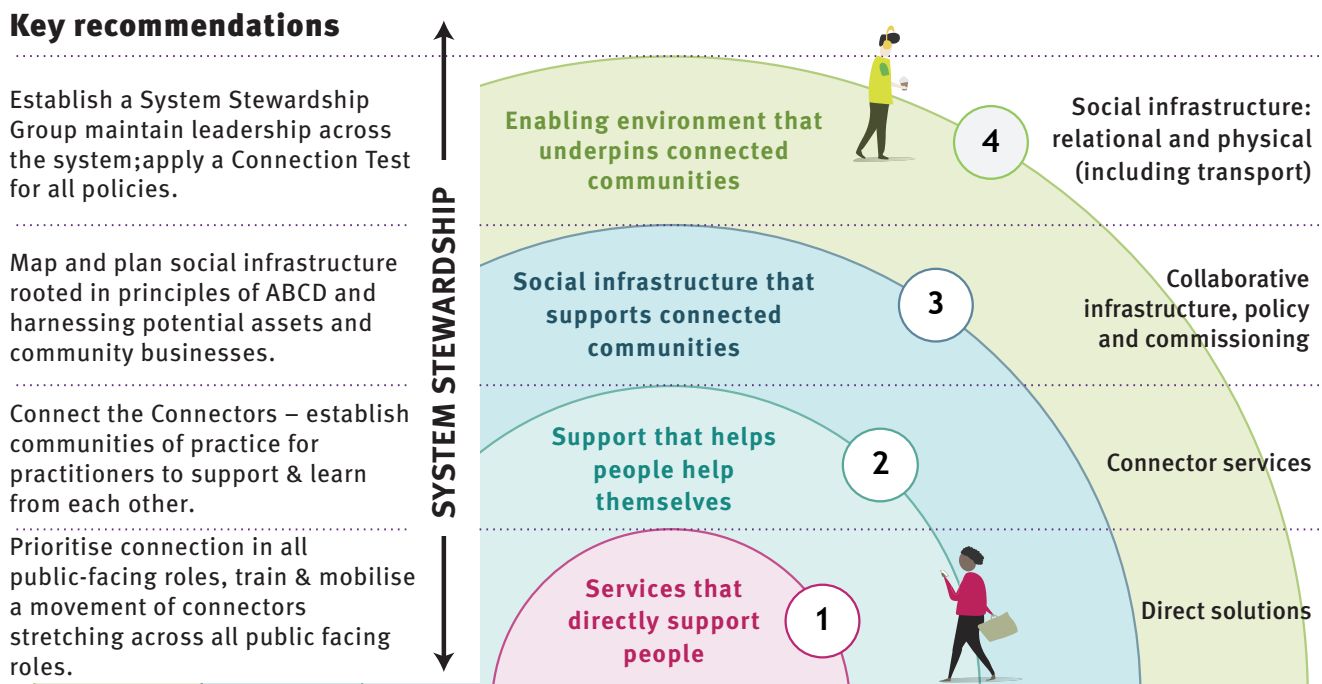 Key recommendations
Establish a System Stewardship
Group maintain leadership across
the system;apply a Connection Test
for all policies.
Map and plan social infrastructure
rooted in principles of ABCD and
harnessing potential assets and
community businesses.
Connect the Connectors – establish
communities of practice for
practitioners to support & learn
from each other.
Prioritise connection in all
public-facing roles, train & mobilise
a movement of connectors
stretching across all public facing
roles.
SYSTEM STEWARDSHIP
Enabling environment that
underpins connected
communities
4
Social infrastructure:
relational and physical
(including transport)
Social infrastructure that
supports connected
communities
3
Collaborative
infrastructure, policy
and commissioning
Support that helps
people help
themselves
2
Connector services
Services that
directly support
people
1
Direct solutions